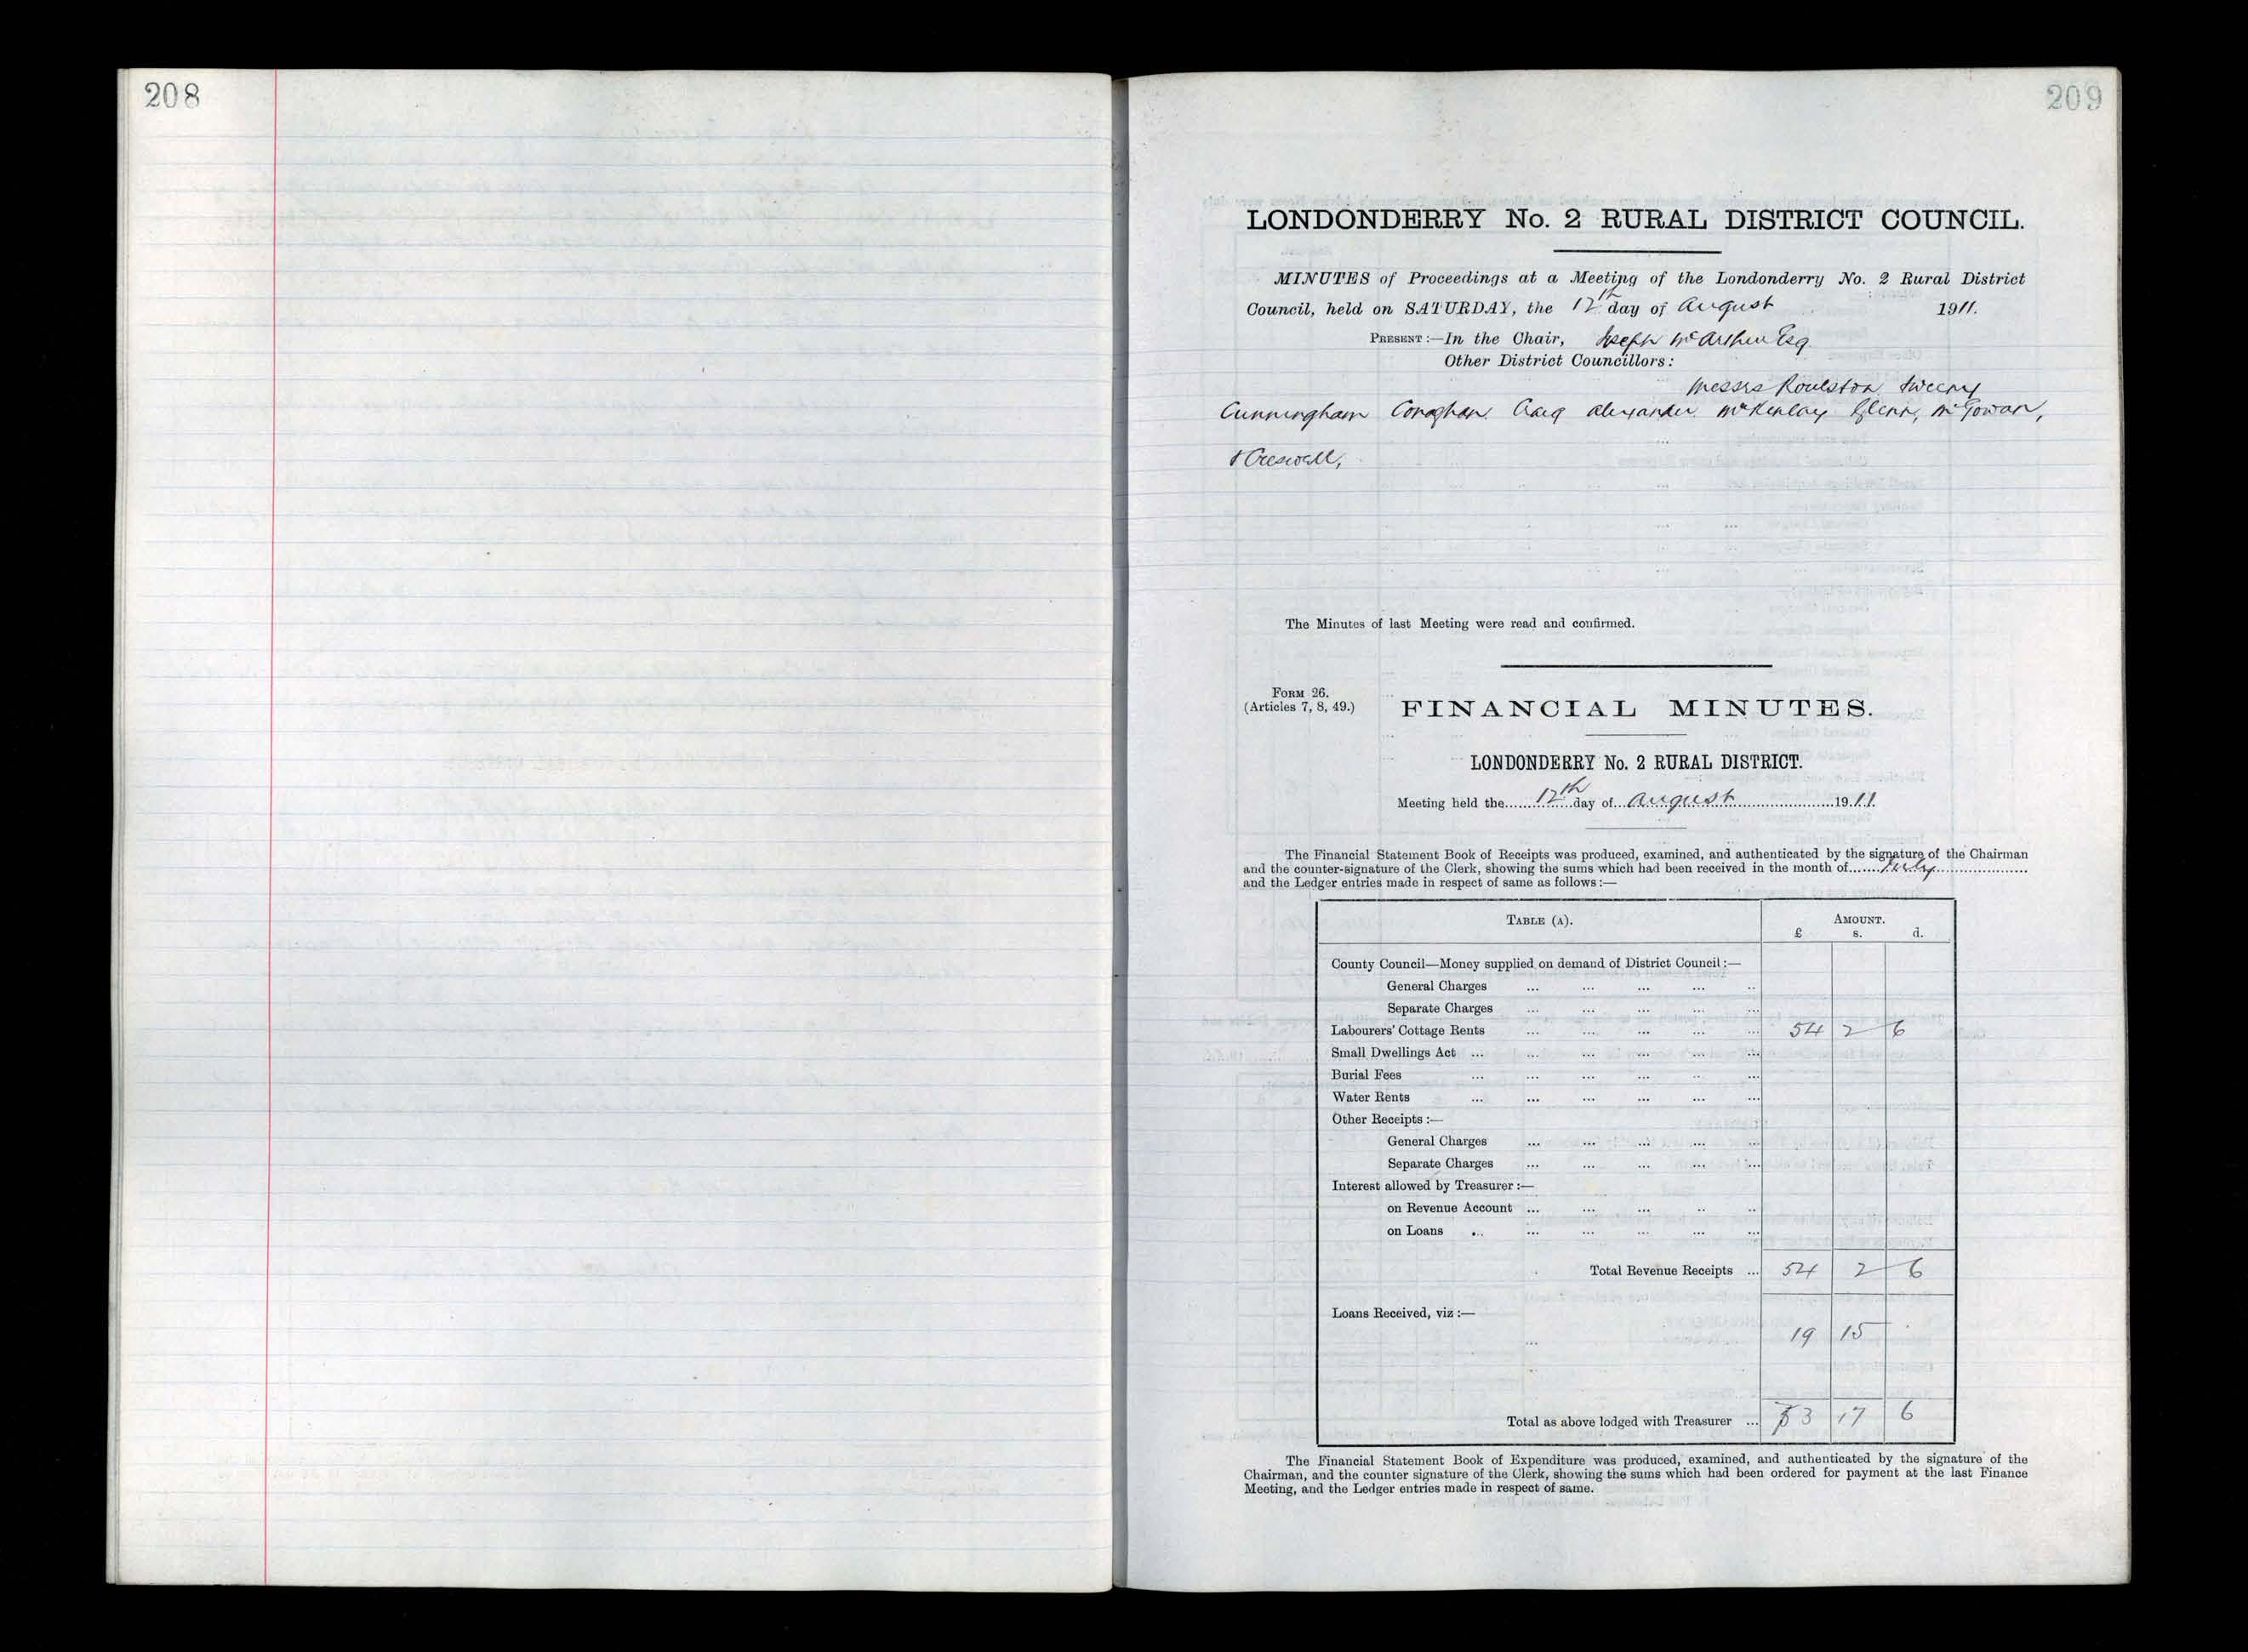 208
209
LONDONDERRY No. 2 RURAL DISTRICT COUNCIL.
MINUTES of Proceedings at a Meeting of the Londonderry No. 2 Rural District
Council, held on SATURDAY, the 12th day of August 1911.
PRESENT:—In the Chair, Joseph McArthur Esq
Other District Councillors:
Messrs Roulston Sweeny
Cunningham Conaghan Craig Alexander McKinlay Glenn, McGowan,
& Creswell,
The Minutes of last Meeting were read and confirmed.
FORM 26.
(Articles 7, 8, 49.)
FINANCIAL MINUTES.
LONDONDERRY No. 2 RURAL DISTRICT.
Meeting held the......12th...day of...August..................1911
The Financial Statement Book of Receipts was produced, examined, and authenticated by the signature of the Chairman
and the counter-signature of the Clerk, showing the sums which had been received in the month of......July..................
and the Ledger entries made in respect of same as follows:—
TABLE (A). AMOUNT.
£ s. d.
County Council—Money supplied on demand of District Council:—
General Charges ... ... ... ... ..
Separate Charges ... ... ... ... ...
Labourers' Cottage Rents ... ... ... ... ... 54 2 6
Small Dwellings Act ... ... ... ... ... ...
Burial Fees ... ... ... ... .. ...
Water Rents ... ... ... ... ... ...
Other Receipts:—
General Charges ... ... ... ... ...
Separate Charges ... ... ... ... ...
Interest allowed by Treasurer:—
on Revenue Account ... ... ... .. ..
on Loans ... ... ... ... ... ...
Total Revenue Receipts ... 54 2 6
Loans Received, viz:—
... 19 15 .
Total as above lodged with Treasurer ... 73 17 6
The Financial Statement Book of Expenditure was produced, examined, and authenticated by the signature of the
Chairman, and the counter signature of the Clerk, showing the sums which had been ordered for payment at the last Finance
Meeting, and the Ledger entries made in respect of same.